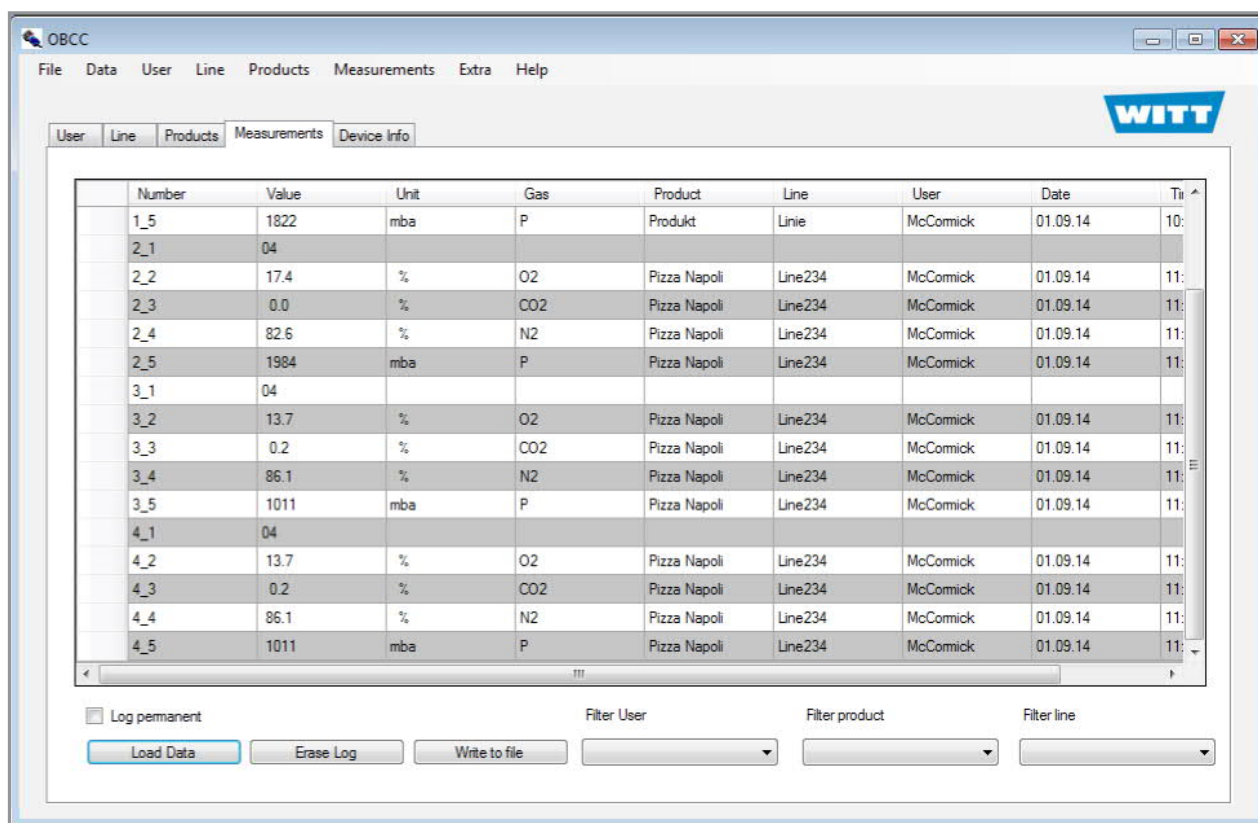 OBCC
File Data User Line Products Measurements Extra Help
WITT
User Line Products Measurements Device Info
Number Value Unit Gas Product Line User Date
1_5 1822 mba P Produkt Linie McCormick 01.09.14 10:
2_1 04
2_2 17.4 % O2 Pizza Napoli Line234 McCormick 01.09.14 11:
2_3 0.0 % CO2 Pizza Napoli Line234 McCormick 01.09.14 11:
2_4 82.6 % N2 Pizza Napoli Line234 McCormick 01.09.14 11:
2_5 1984 mba P Pizza Napoli Line234 McCormick 01.09.14 11:
3_1 04
3_2 13.7 % O2 Pizza Napoli Line234 McCormick 01.09.14 11:
3_3 0.2 % CO2 Pizza Napoli Line234 McCormick 01.09.14 11:
3_4 86.1 % N2 Pizza Napoli Line234 McCormick 01.09.14 11:
3_5 1011 mba P Pizza Napoli Line234 McCormick 01.09.14 11:
4_1 04
4_2 13.7 % O2 Pizza Napoli Line234 McCormick 01.09.14 11:
4_3 0.2 % CO2 Pizza Napoli Line234 McCormick 01.09.14 11:
4_4 86.1 % N2 Pizza Napoli Line234 McCormick 01.09.14 11:
4_5 1011 mba P Pizza Napoli Line234 McCormick 01.09.14 11:
Log permanent Filter User Filter product Filter line
Load Data Erase Log Write to file